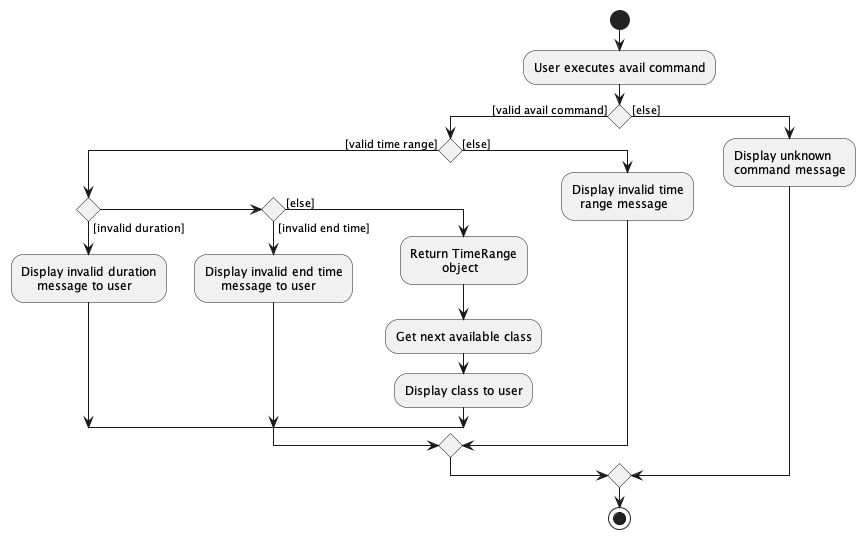 User executes avail command
[valid avail command]
[else]
[valid time range]
[else]
Display unknown
command message
Display invalid time
range message
[else]
[invalid duration]
[invalid end time]
Return TimeRange
object
Display invalid duration
message to user
Display invalid end time
message to user
Get next available class
Display class to user